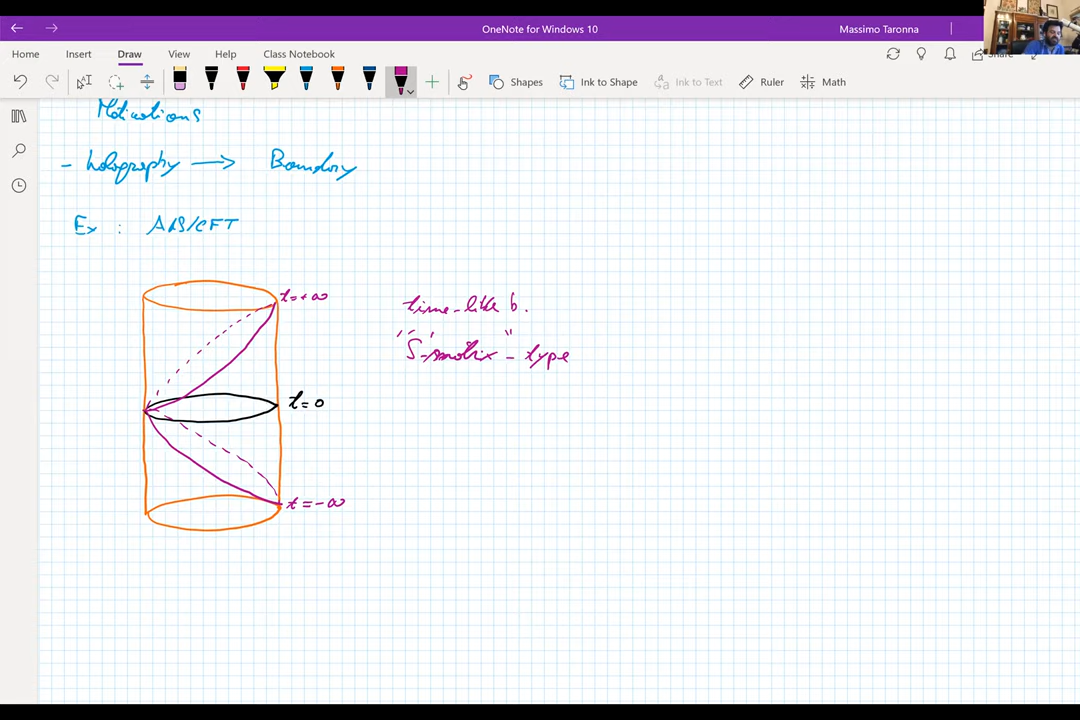 OneNote for Windows 10
Massimo Taronna
Home Insert Draw View Help Class Notebook
Share
Shapes Ink to Shape Ink to Text Ruler Math
Motivations
- holography → Boundary
Ex : AdS/CFT
t=+∞
time-like b.
"S-matrix"-type
t=0
t=-∞